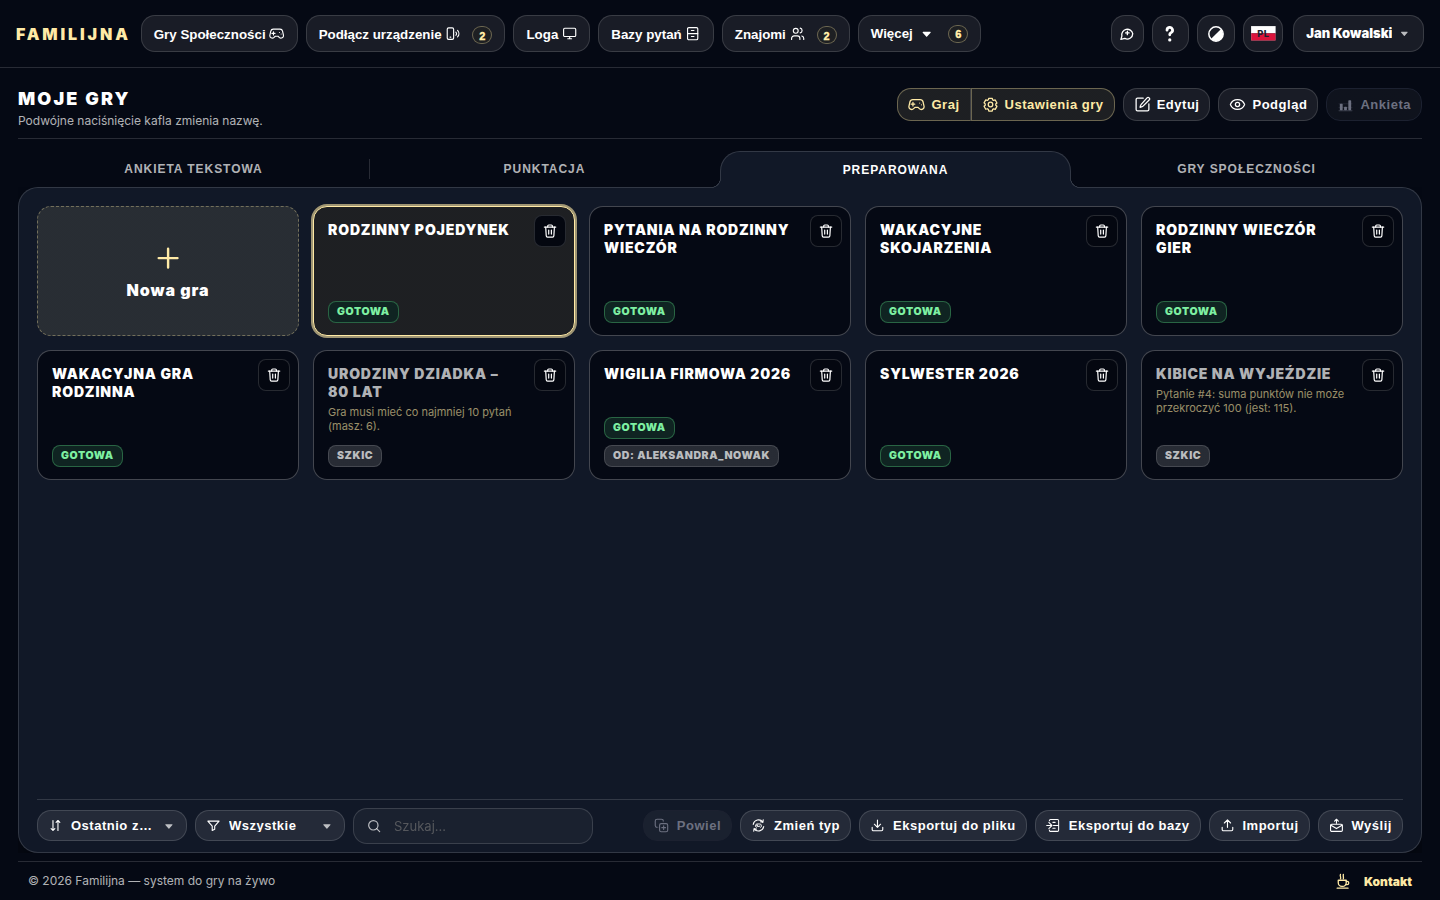 FAMILIJNA
Gry Społeczności
Podłącz urządzenie 2
Loga
Bazy pytań
Znajomi 2
Więcej 6
?
PL
Jan Kowalski
MOJE GRY
Podwójne naciśnięcie kafla zmienia nazwę.
Graj
Ustawienia gry
Edytuj
Podgląd
Ankieta
ANKIETA TEKSTOWA
PUNKTACJA
PREPAROWANA
GRY SPOŁECZNOŚCI
Nowa gra
RODZINNY POJEDYNEK
GOTOWA
PYTANIA NA RODZINNY
WIECZÓR
GOTOWA
WAKACYJNE
SKOJARZENIA
GOTOWA
RODZINNY WIECZÓR
GIER
GOTOWA
WAKACYJNA GRA
RODZINNA
GOTOWA
URODZINY DZIADKA –
80 LAT
Gra musi mieć co najmniej 10 pytań
(masz: 6).
SZKIC
WIGILIA FIRMOWA 2026
GOTOWA
OD: ALEKSANDRA_NOWAK
SYLWESTER 2026
GOTOWA
KIBICE NA WYJEŹDZIE
Pytanie #4: suma punktów nie może
przekroczyć 100 (jest: 115).
SZKIC
Ostatnio z...
Wszystkie
Szukaj...
Powiel
Zmień typ
Eksportuj do pliku
Eksportuj do bazy
Importuj
Wyślij
© 2026 Familijna — system do gry na żywo
Kontakt